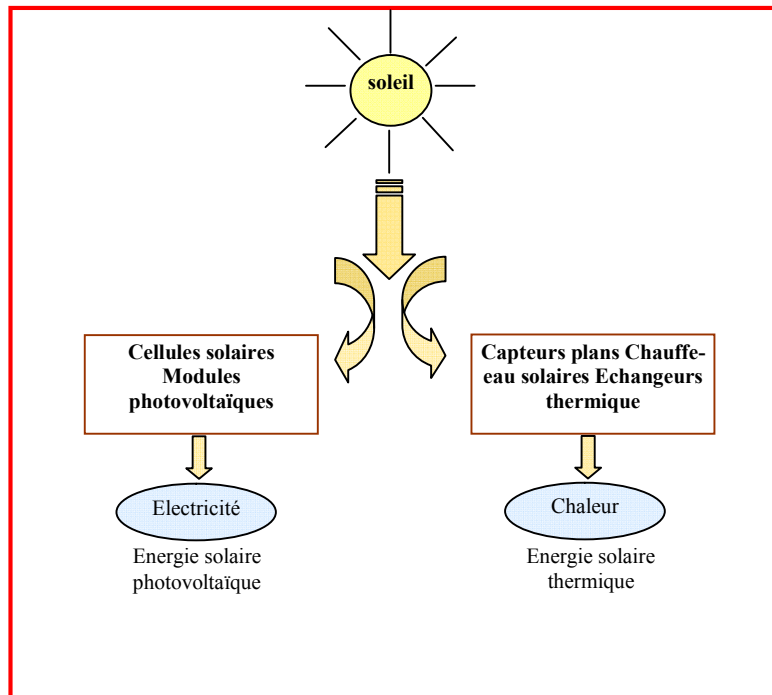 soleil
Cellules solaires
Modules
photovoltaïques
Capteurs plans Chauffe-
eau solaires Echangeurs
thermique
Electricité
Chaleur
Energie solaire
photovoltaïque
Energie solaire
thermique